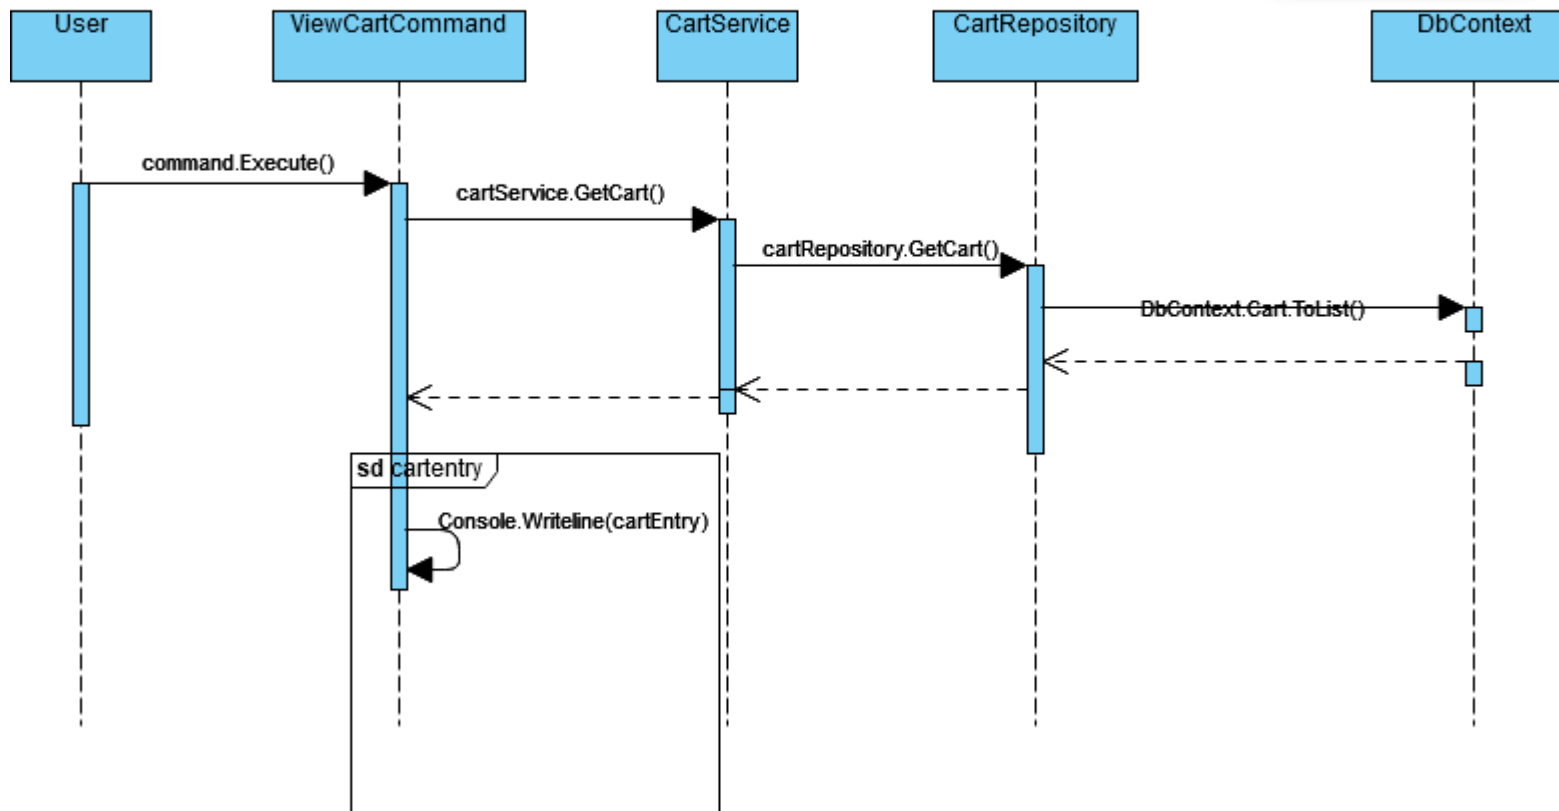 User
ViewCartCommand
CartService
CartRepository
DbContext
command.Execute()
cartService.GetCart()
cartRepository.GetCart()
DbContext.Cart.ToList()
sd cartentry
Console.Writeline(cartEntry)